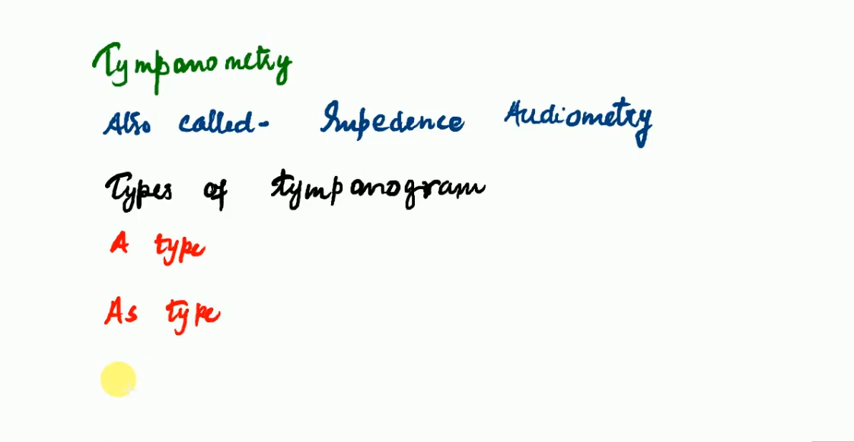 Tympanometry
Also called- Impedence Audiometry
Types of tympanogram
A type
As type